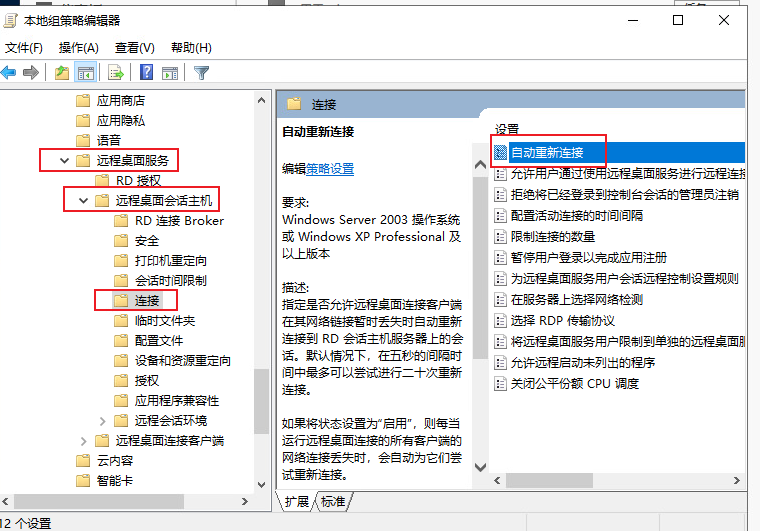 本地组策略编辑器
文件(F) 操作(A) 查看(V) 帮助(H)
应用商店
应用隐私
语音
远程桌面服务
RD 授权
远程桌面会话主机
RD 连接 Broker
安全
打印机重定向
会话时间限制
连接
临时文件夹
配置文件
设备和资源重定向
授权
应用程序兼容性
远程会话环境
远程桌面连接客户端
云内容
智能卡
连接
自动重新连接
编辑策略设置
要求:
Windows Server 2003 操作系统
或 Windows XP Professional 及
以上版本
描述:
指定是否允许远程桌面连接客户端
在其网络链接暂时丢失时自动重新
连接到 RD 会话主机服务器上的会
话。默认情况下，在五秒的间隔时
间中最多可以尝试进行二十次重新
连接。
如果将状态设置为“启用”，则每当
运行远程桌面连接的所有客户端的
网络连接丢失时，会自动为它们尝
试重新连接。
设置
自动重新连接
允许用户通过使用远程桌面服务进行远程连接
拒绝将已经登录到控制台会话的管理员注销
配置活动连接的时间间隔
限制连接的数量
暂停用户登录以完成应用注册
为远程桌面服务用户会话远程控制设置规则
在服务器上选择网络检测
选择 RDP 传输协议
将远程桌面服务用户限制到单独的远程桌面服
允许远程启动未列出的程序
关闭公平份额 CPU 调度
扩展 标准
12 个设置